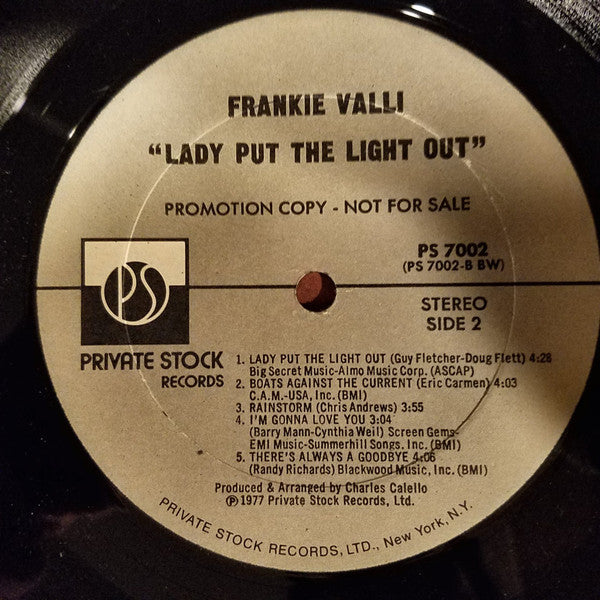 FRANKIE VALLI
"LADY PUT THE LIGHT OUT"
PROMOTION COPY - NOT FOR SALE
PS 7002
(PS 7002-B BW)
PS
STEREO
SIDE 2
PRIVATE STOCK
RECORDS
1. LADY PUT THE LIGHT OUT (Guy Fletcher-Doug Flett) 4:28
Big Secret Music-Almo Music Corp. (ASCAP)
2. BOATS AGAINST THE CURRENT (Eric Carmen) 4:03
C.A.M.-USA, Inc. (BMI)
3. RAINSTORM (Chris Andrews) 3:55
4. I'M GONNA LOVE YOU 3:04
(Barry Mann-Cynthia Weil) Screen Gems-
EMI Music-Summerhill Songs, Inc. (BMI)
5. THERE'S ALWAYS A GOODBYE 4:06
(Randy Richards) Blackwood Music, Inc. (BMI)
Produced & Arranged by Charles Calello
℗ 1977 Private Stock Records, Ltd.
PRIVATE STOCK RECORDS, LTD., New York, N.Y.